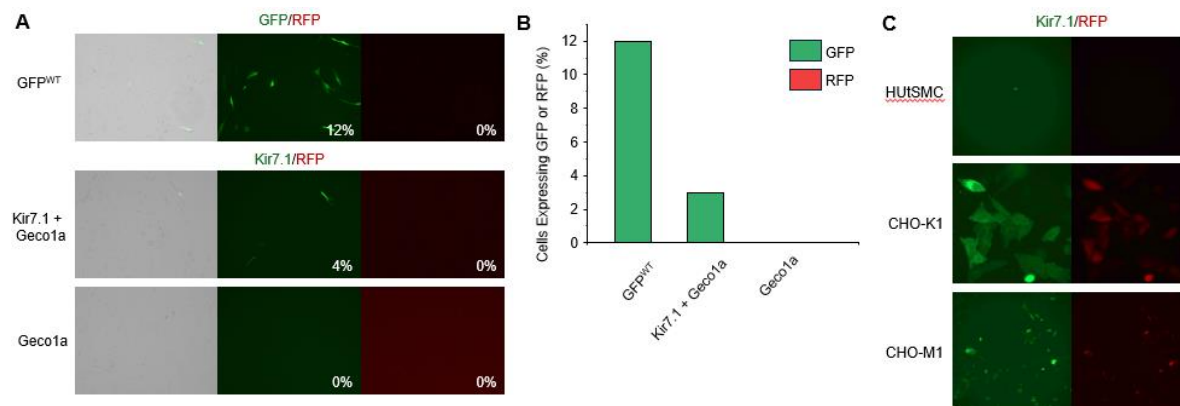 A
GFP/RFP
GFPWT
12%
0%
Kir7.1/RFP
Kir7.1 +
Geco1a
4%
0%
Geco1a
0%
0%
B
12
10
8
6
4
2
0
Cells Expressing GFP or RFP (%)
GFP
RFP
GFPWT
Kir7.1 + Geco1a
Geco1a
C
Kir7.1/RFP
HUtSMC
CHO-K1
CHO-M1